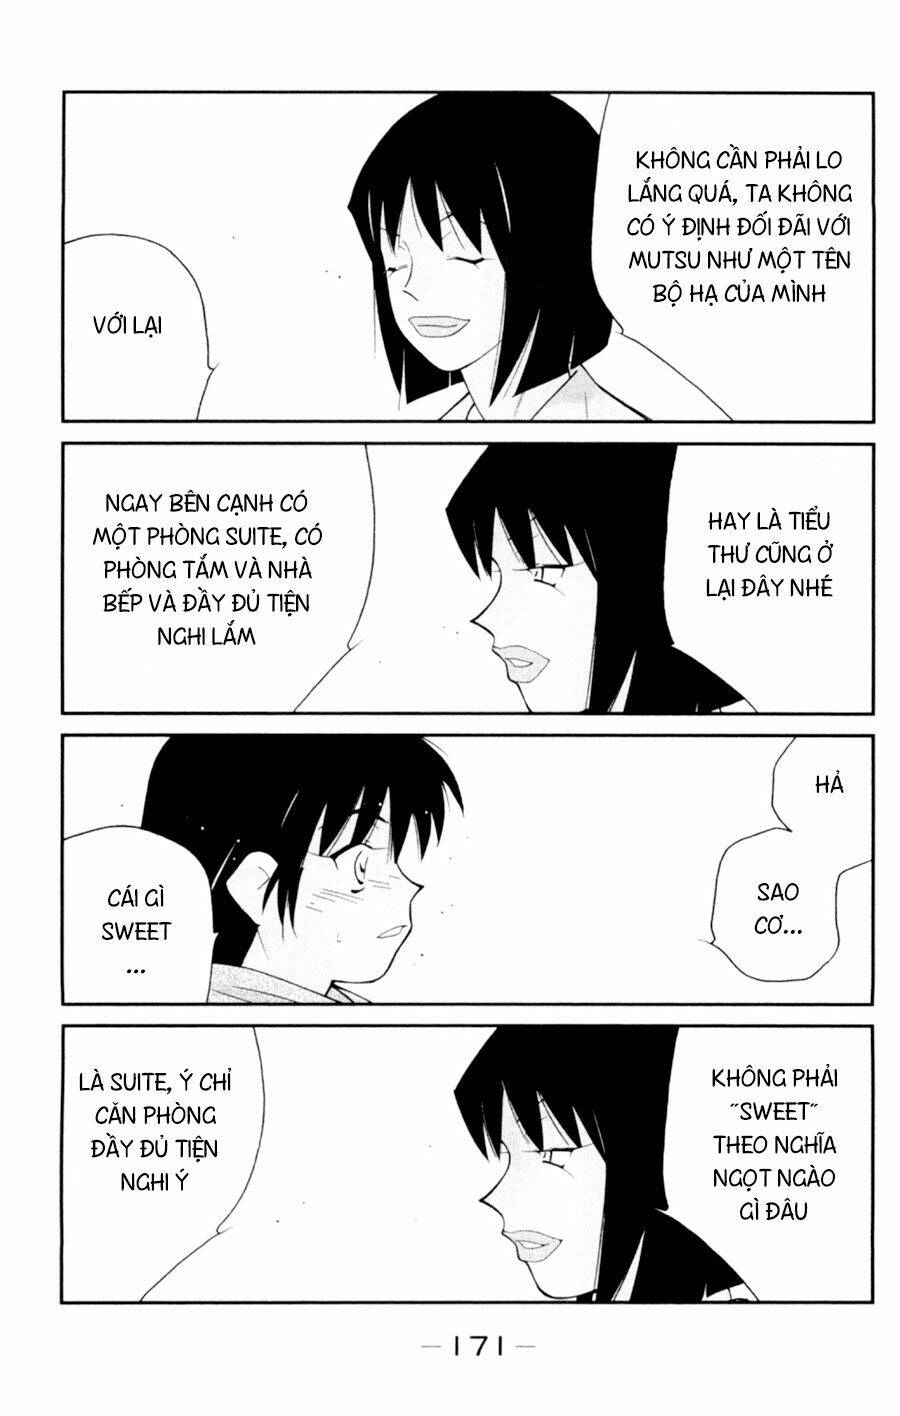 KHÔNG CẦN PHẢI LO
LẮNG QUÁ, TA KHÔNG
CÓ Ý ĐỊNH ĐỐI ĐÃI VỚI
MUTSU NHƯ MỘT TÊN
BỘ HẠ CỦA MÌNH
VỚI LẠI
HAY LÀ TIỂU
THƯ CŨNG Ở
LẠI ĐÂY NHÉ
NGAY BÊN CẠNH CÓ
MỘT PHÒNG SUITE, CÓ
PHÒNG TẮM VÀ NHÀ
BẾP VÀ ĐẦY ĐỦ TIỆN
NGHI LẮM
HẢ
SAO
CƠ...
CÁI GÌ
SWEET
...
KHÔNG PHẢI
"SWEET"
THEO NGHĨA
NGỌT NGÀO
GÌ ĐÂU
LÀ SUITE, Ý CHỈ
CĂN PHÒNG
ĐẦY ĐỦ TIỆN
NGHI Ý
— 171 —